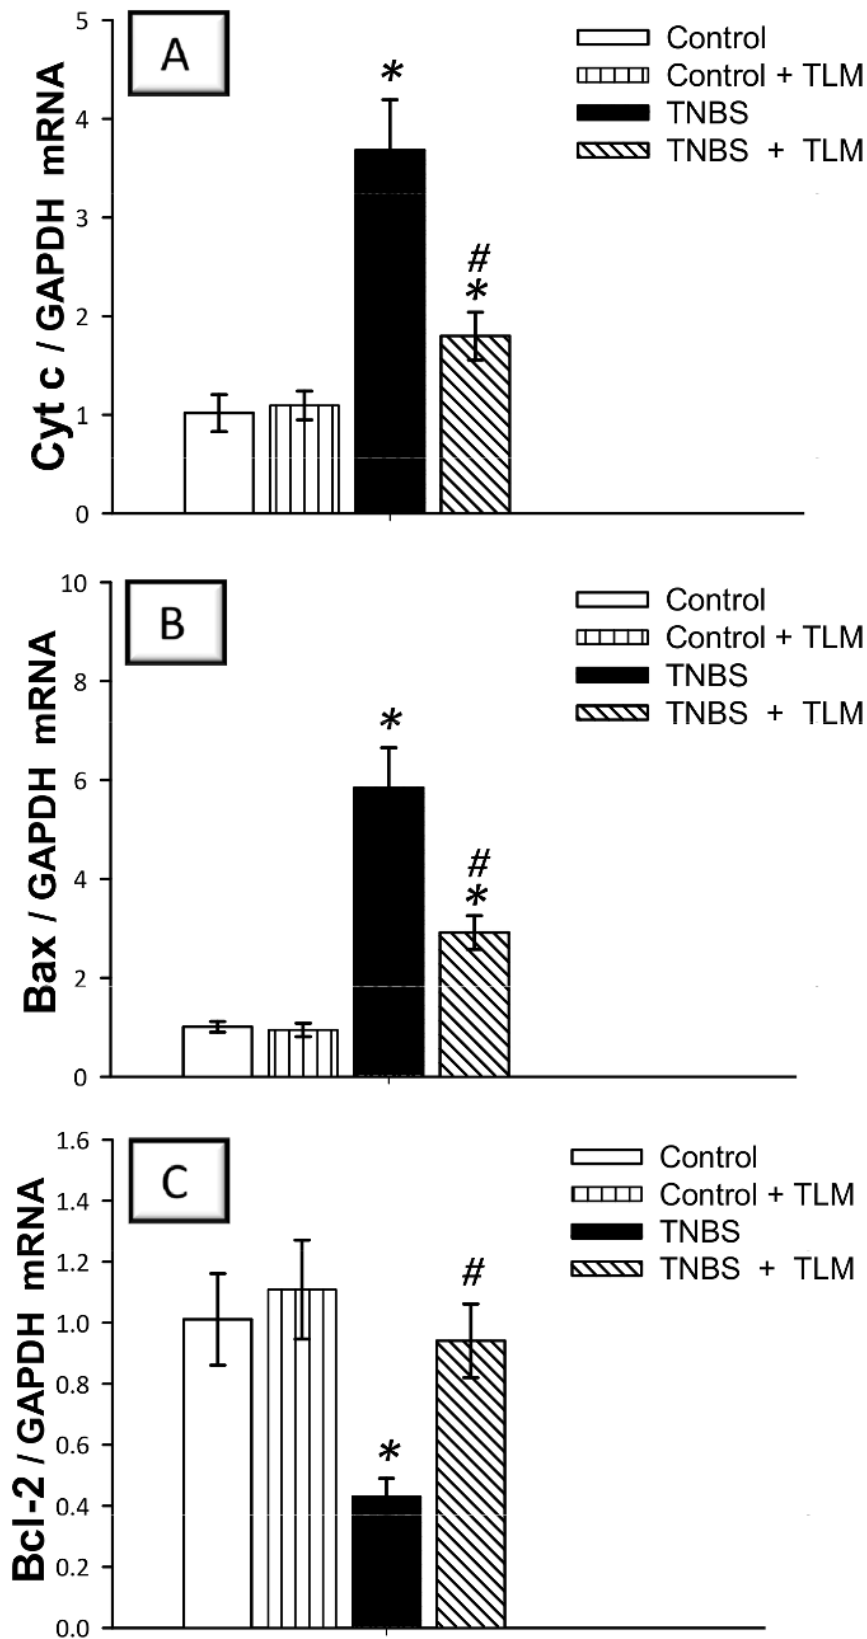 A
Control
Control + TLM
TNBS
TNBS + TLM
Cyt c / GAPDH mRNA
5
4
3
2
1
0
*
#
*
B
Control
Control + TLM
TNBS
TNBS + TLM
Bax / GAPDH mRNA
10
8
6
4
2
0
*
#
*
C
Control
Control + TLM
TNBS
TNBS + TLM
Bcl-2 / GAPDH mRNA
1.6
1.4
1.2
1.0
0.8
0.6
0.4
0.2
0.0
*
#